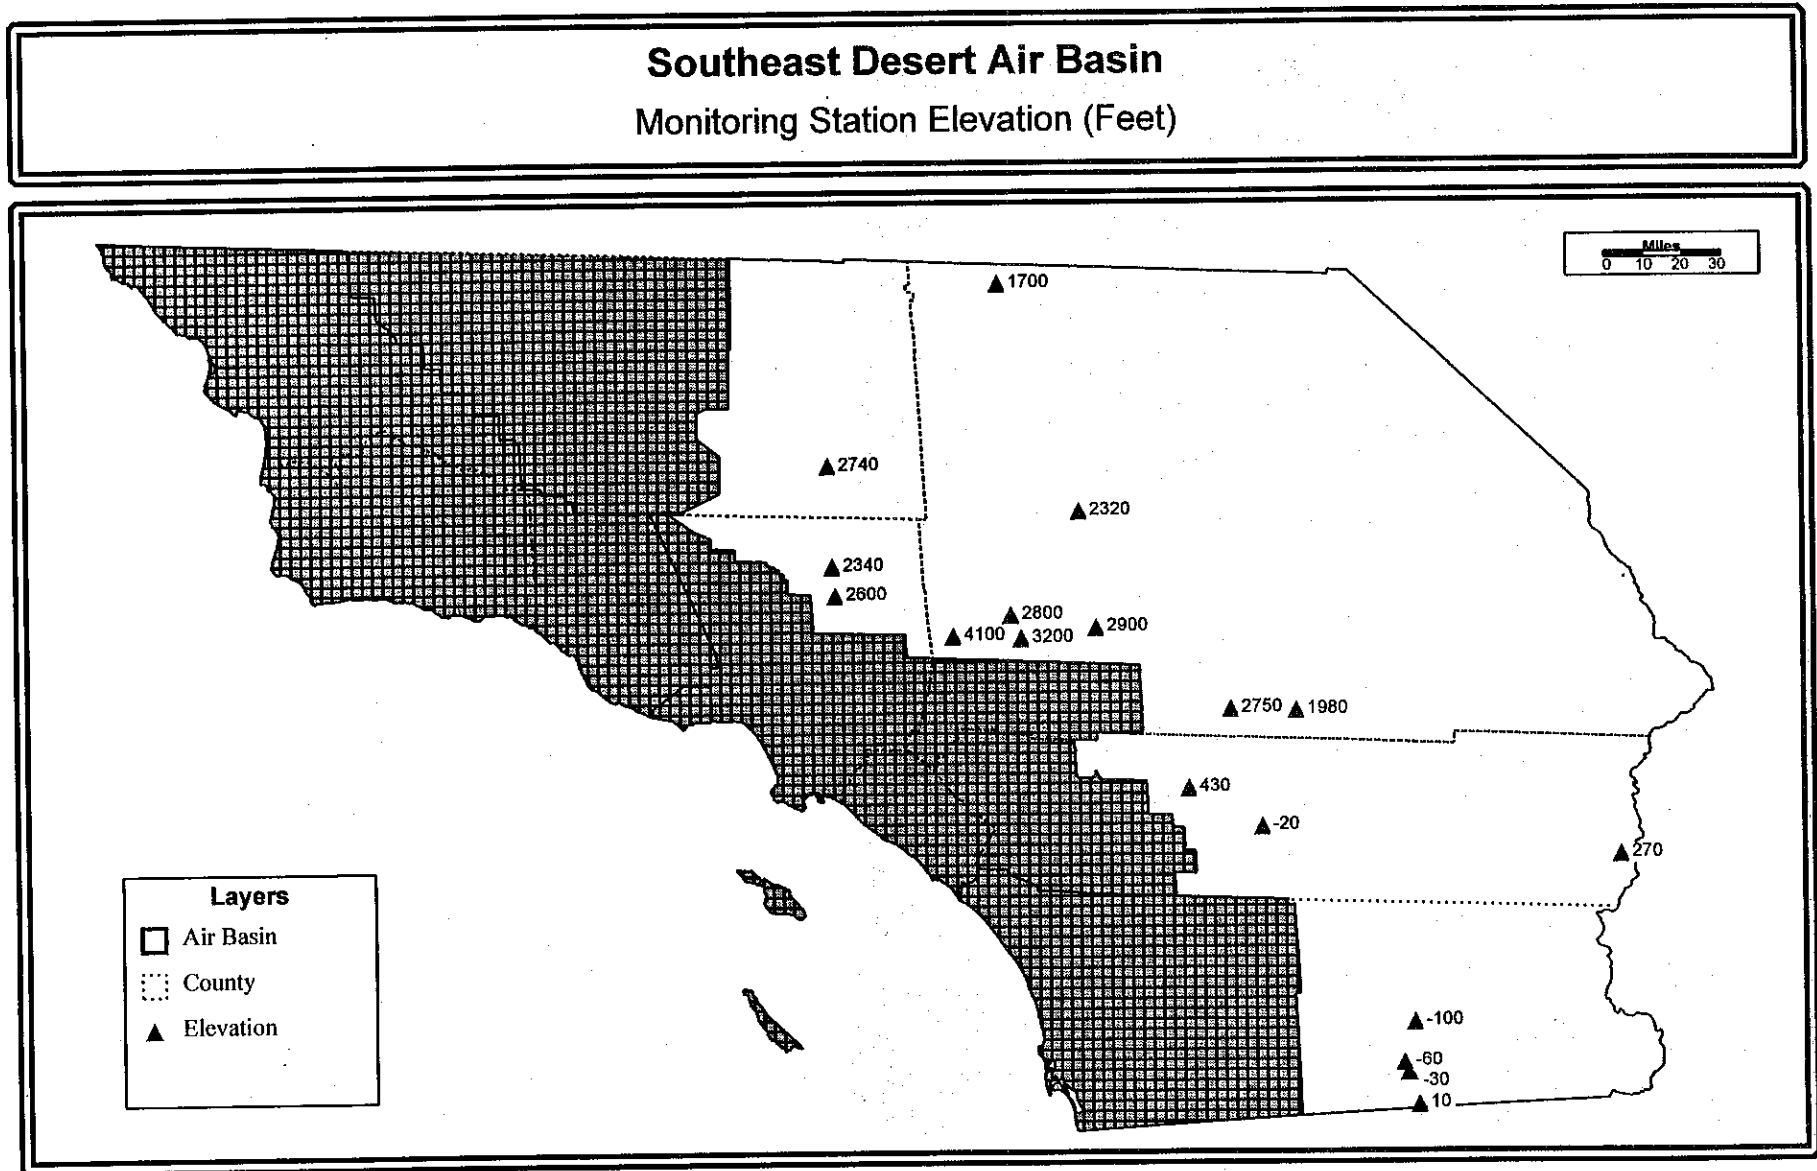 Southeast Desert Air Basin
Monitoring Station Elevation (Feet)
Miles
0 10 20 30
1700
2740
2320
2340
2600
2800
2900
4100
3200
2750
1980
430
-20
270
Layers
Air Basin
County
Elevation
-100
-60
-30
10